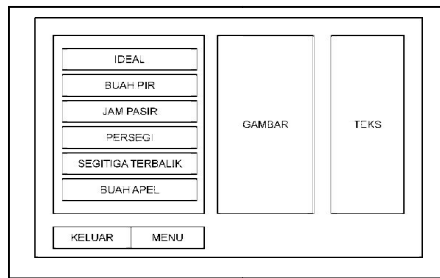 IDEAL
BUAH PIR
JAM PASIR
PERSEGI
SEGITIGA TERBALIK
BUAH APEL
GAMBAR
TEKS
KELUAR
MENU